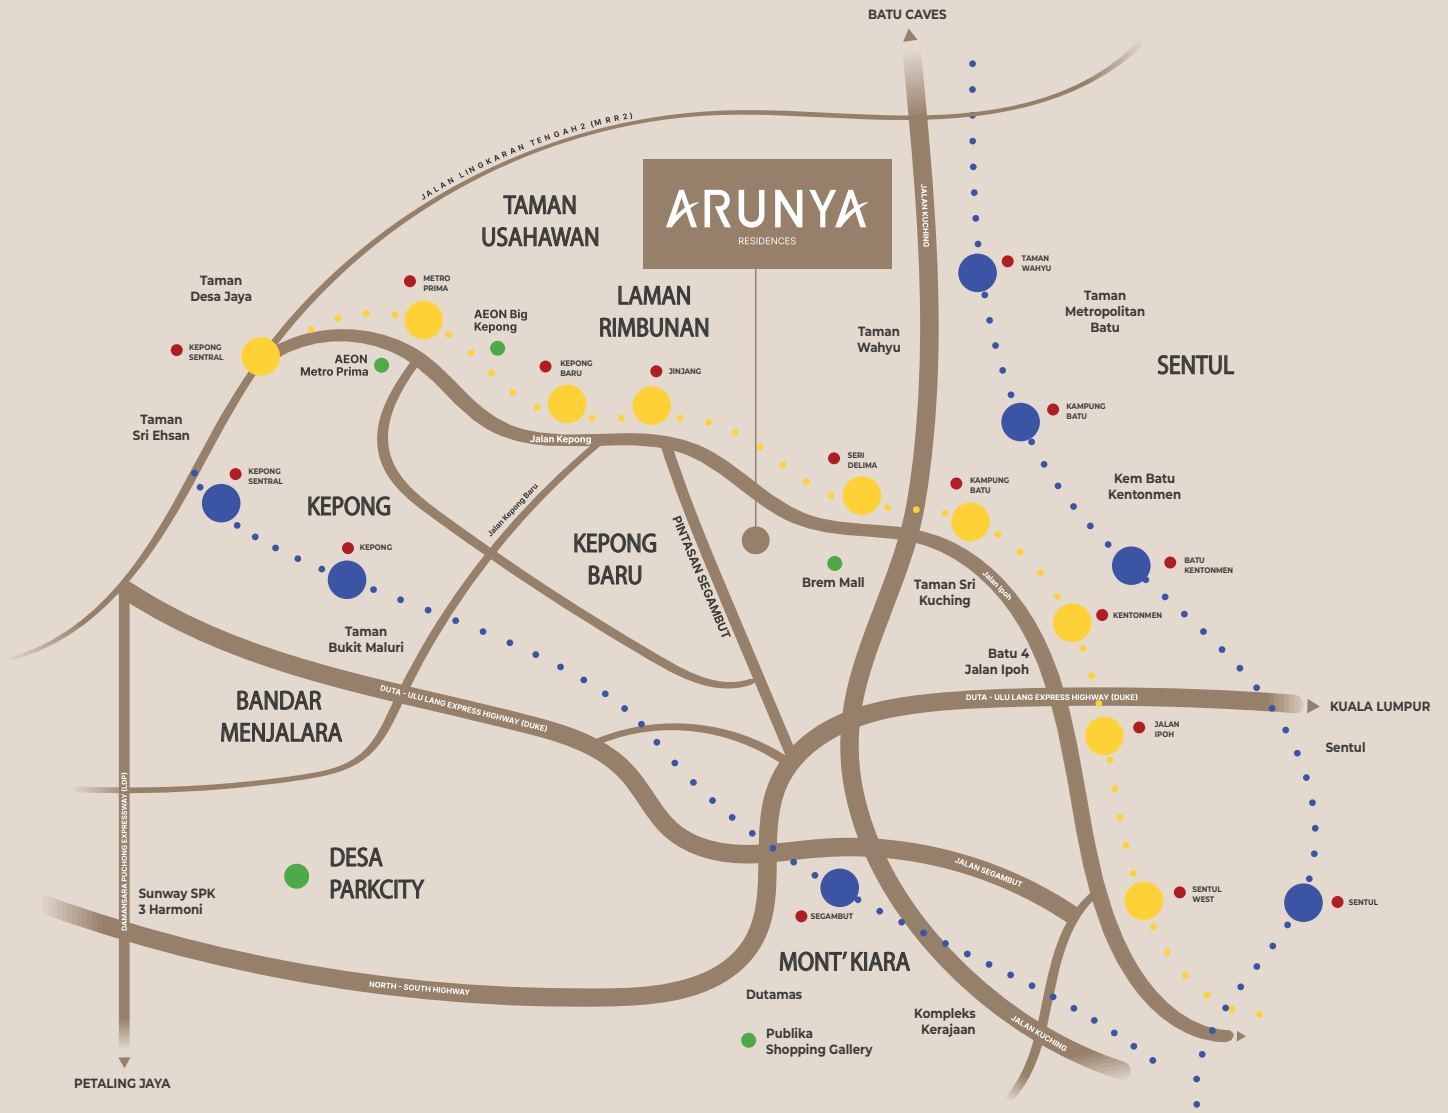 BATU CAVES
JALAN LINGKARAN TENGAH 2 (MRR2)
TAMAN
USAHAWAN
ARUNYA
RESIDENCES
JALAN KUCHING
TAMAN
WAHYU
Taman
Desa Jaya
METRO
PRIMA
AEON Big
Kepong
LAMAN
RIMBUNAN
Taman
Wahyu
Taman
Metropolitan
Batu
SENTUL
KEPONG
SENTRAL
AEON
Metro Prima
KEPONG
BARU
JINJANG
KAMPUNG
BATU
Taman
Sri Ehsan
Jalan Kepong
KEPONG
SENTRAL
SERI
DELIMA
KAMPUNG
BATU
Kem Batu
Kentonmen
KEPONG
Jalan Kepong Baru
KEPONG
KEPONG
BARU
PINTASAN SEGAMBUT
Brem Mall
Taman Sri
Kuching
Jalan Ipoh
BATU
KENTONMEN
KENTONMEN
Taman
Bukit Maluri
Batu 4
Jalan Ipoh
BANDAR
MENJALARA
DUTA - ULU LANG EXPRESS HIGHWAY (DUKE)
DUTA - ULU LANG EXPRESS HIGHWAY (DUKE)
KUALA LUMPUR
JALAN
IPOH
Sentul
DAMANSARA PUCHONG EXPRESSWAY (LDP)
DESA
PARKCITY
Sunway SPK
3 Harmoni
JALAN SEGAMBUT
SEGAMBUT
SENTUL
WEST
SENTUL
MONT' KIARA
Dutamas
NORTH - SOUTH HIGHWAY
Kompleks
Kerajaan
JALAN KUCHING
Publika
Shopping Gallery
PETALING JAYA